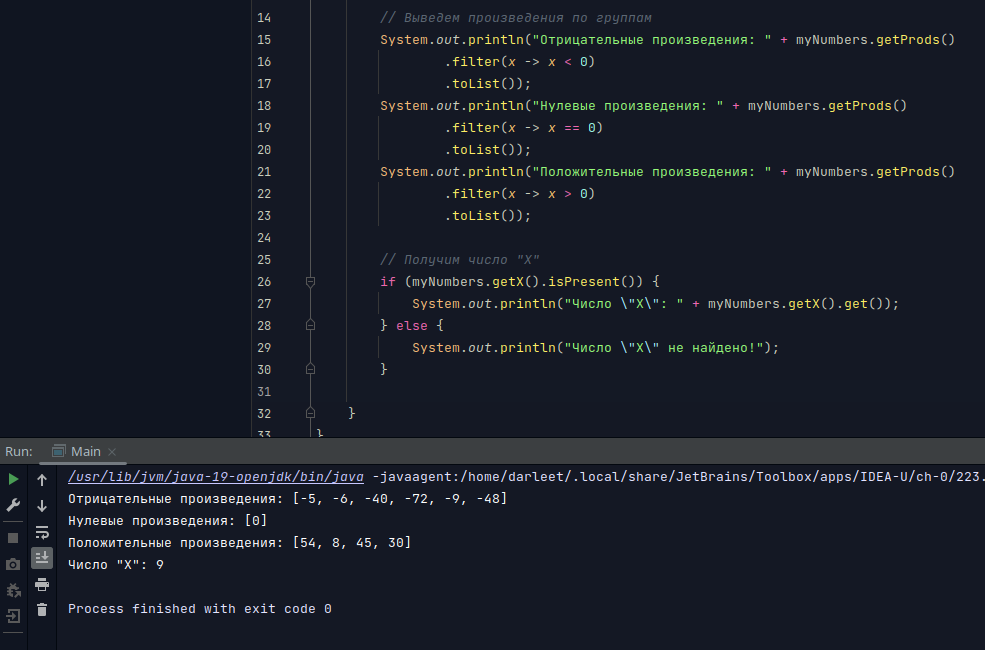 14 // Выведем произведения по группам
15 System.out.println("Отрицательные произведения: " + myNumbers.getProds()
16 .filter(x -> x < 0)
17 .toList());
18 System.out.println("Нулевые произведения: " + myNumbers.getProds()
19 .filter(x -> x == 0)
20 .toList());
21 System.out.println("Положительные произведения: " + myNumbers.getProds()
22 .filter(x -> x > 0)
23 .toList());
24
25 // Получим число "X"
26 if (myNumbers.getX().isPresent()) {
27 System.out.println("Число \"X\": " + myNumbers.getX().get());
28 } else {
29 System.out.println("Число \"X\" не найдено!");
30 }
31
32 }
33 }
Run: Main
/usr/lib/jvm/java-19-openjdk/bin/java -javaagent:/home/darleet/.local/share/JetBrains/Toolbox/apps/IDEA-U/ch-0/223.
Отрицательные произведения: [-5, -6, -40, -72, -9, -48]
Нулевые произведения: [0]
Положительные произведения: [54, 8, 45, 30]
Число "X": 9
Process finished with exit code 0